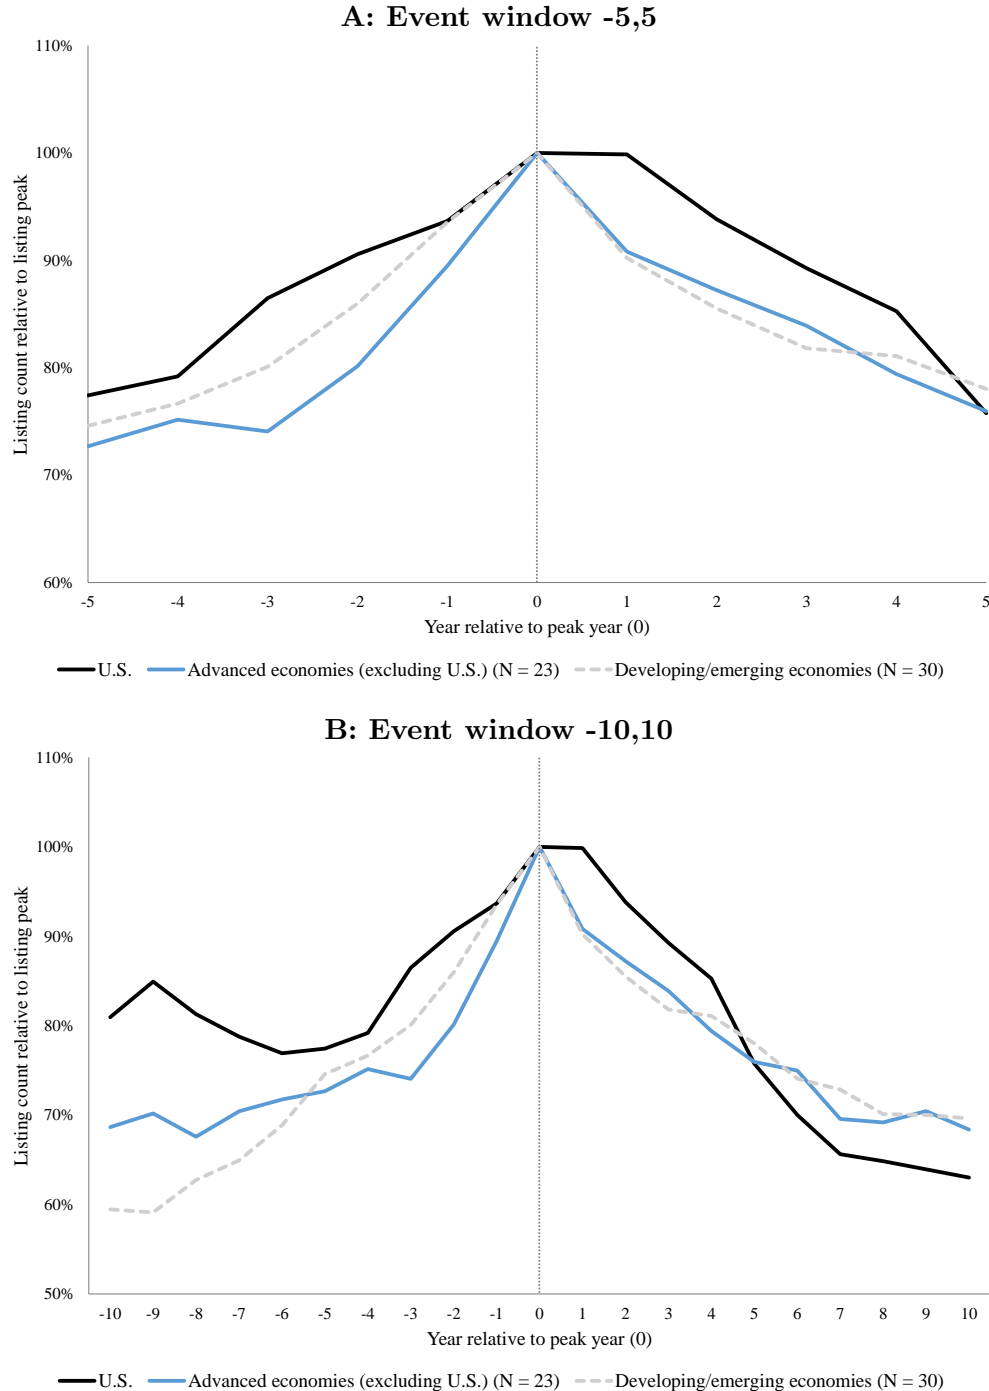 A: Event window -5,5
110%
100%
90%
80%
70%
60%
Listing count relative to listing peak
-5 -4 -3 -2 -1 0 1 2 3 4 5
Year relative to peak year (0)
U.S. Advanced economies (excluding U.S.) (N = 23) Developing/emerging economies (N = 30)
B: Event window -10,10
110%
100%
90%
80%
70%
60%
50%
Listing count relative to listing peak
-10 -9 -8 -7 -6 -5 -4 -3 -2 -1 0 1 2 3 4 5 6 7 8 9 10
Year relative to peak year (0)
U.S. Advanced economies (excluding U.S.) (N = 23) Developing/emerging economies (N = 30)